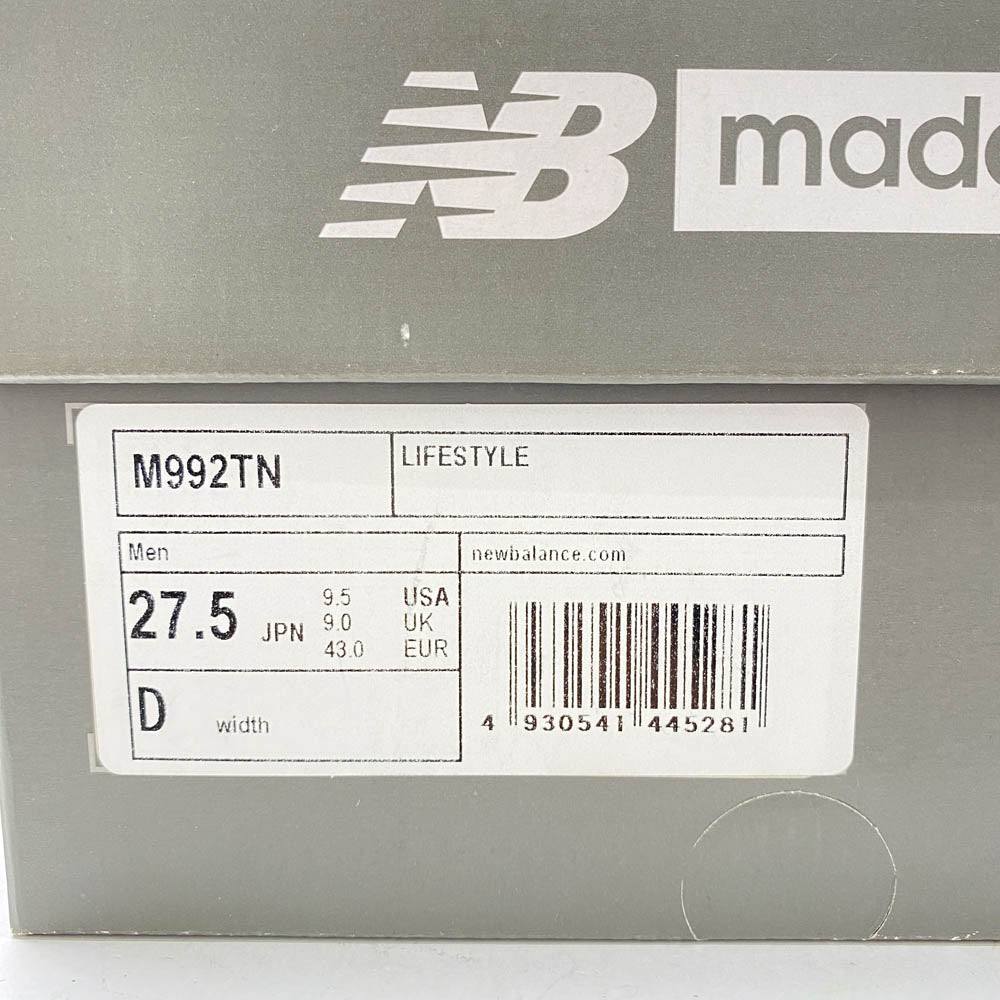 NB made
M992TN
LIFESTYLE
Men
newbalance.com
27.5 JPN
9.5 USA
9.0 UK
43.0 EUR
D width
4 930541 445281